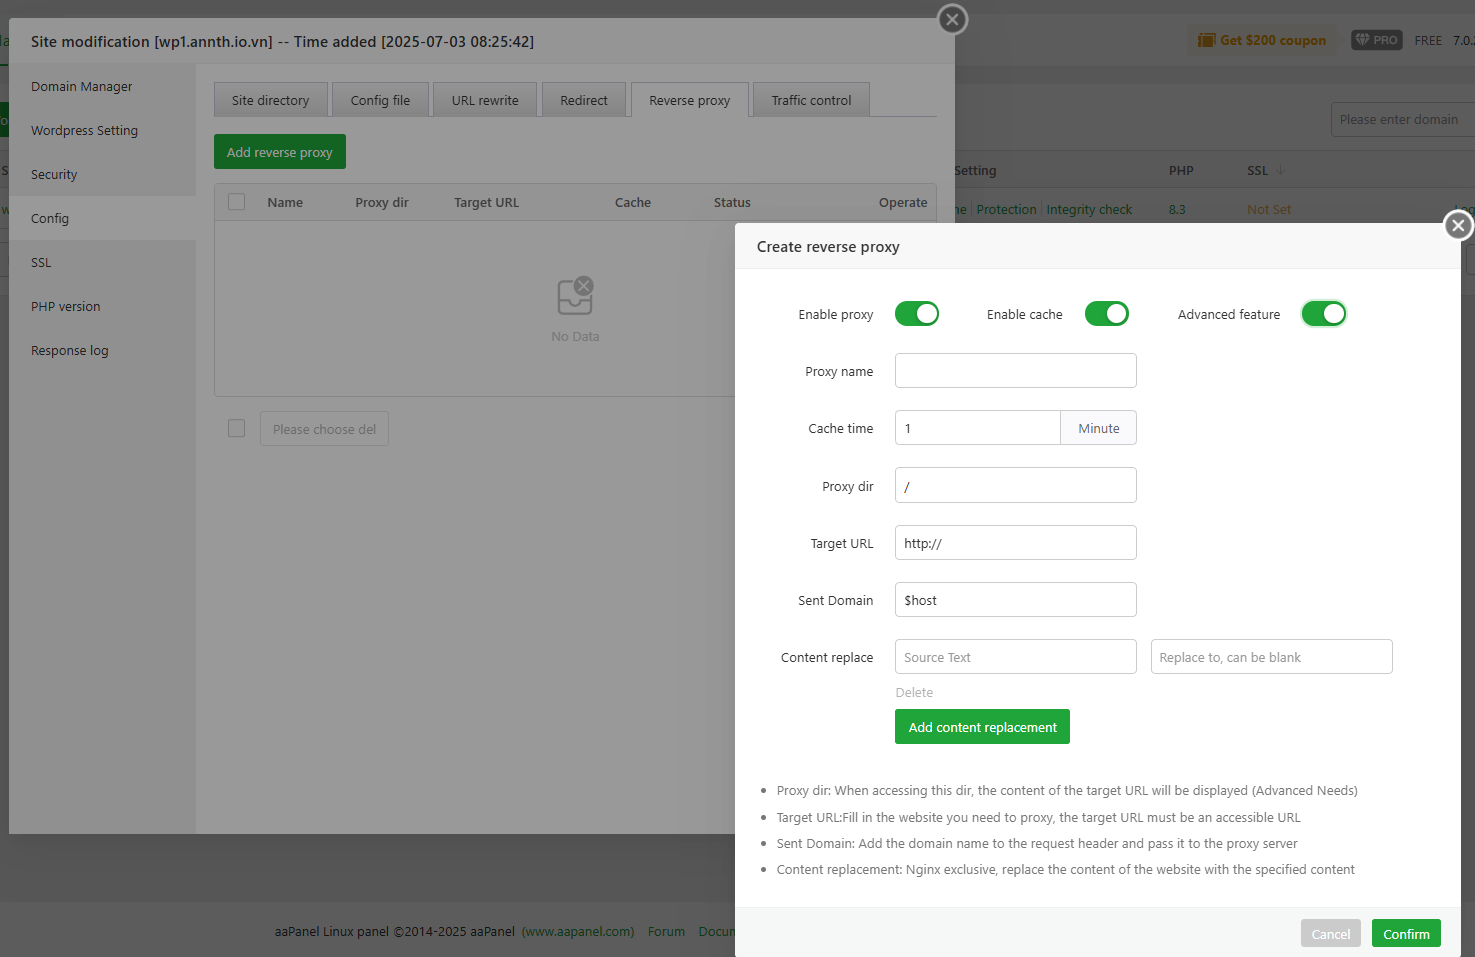 Get $200 coupon
PRO
FREE
Site modification [wp1.annth.io.vn] -- Time added [2025-07-03 08:25:42]
Domain Manager
Wordpress Setting
Security
Config
SSL
PHP version
Response log
Site directory
Config file
URL rewrite
Redirect
Reverse proxy
Traffic control
Please enter domain
Add reverse proxy
Setting
PHP
SSL
Name
Proxy dir
Target URL
Cache
Status
Operate
Protection
Integrity check
8.3
Not Set
No Data
Please choose del
Create reverse proxy
Enable proxy
Enable cache
Advanced feature
Proxy name
Cache time
1
Minute
Proxy dir
/
Target URL
http://
Sent Domain
$host
Content replace
Source Text
Replace to, can be blank
Delete
Add content replacement
Proxy dir: When accessing this dir, the content of the target URL will be displayed (Advanced Needs)
Target URL:Fill in the website you need to proxy, the target URL must be an accessible URL
Sent Domain: Add the domain name to the request header and pass it to the proxy server
Content replacement: Nginx exclusive, replace the content of the website with the specified content
Cancel
Confirm
aaPanel Linux panel ©2014-2025 aaPanel (www.aapanel.com)
Forum